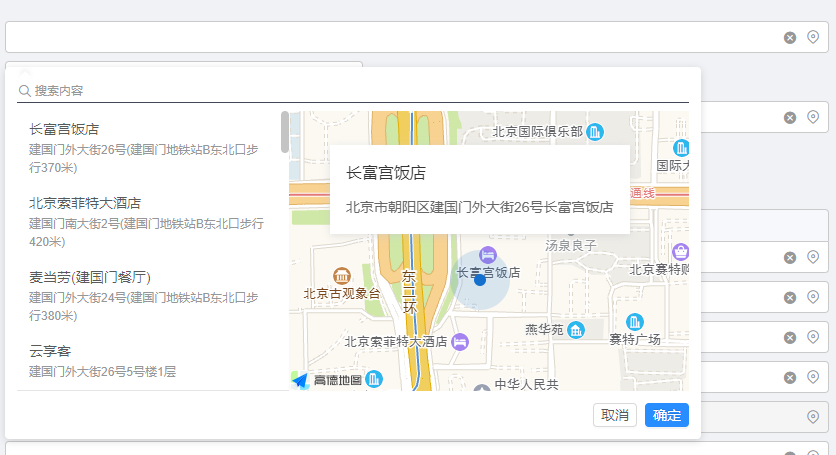 搜索内容
长富宫饭店
建国门外大街26号(建国门地铁站B东北口步
行370米)
北京索菲特大酒店
建国门南大街2号(建国门地铁站B东北口步行
420米)
麦当劳(建国门餐厅)
建国门外大街24号(建国门地铁站B东北口步
行380米)
云享客
建国门外大街26号5号楼1层
北京国际俱乐部
国际大
长富宫饭店
北京市朝阳区建国门外大街26号长富宫饭店
通线
汤泉良子
长富宫饭店
北京赛特购
北京古观象台
东二环
燕华苑
赛特广场
北京索菲特大酒店
高德地图
中华人民共
取消
确定